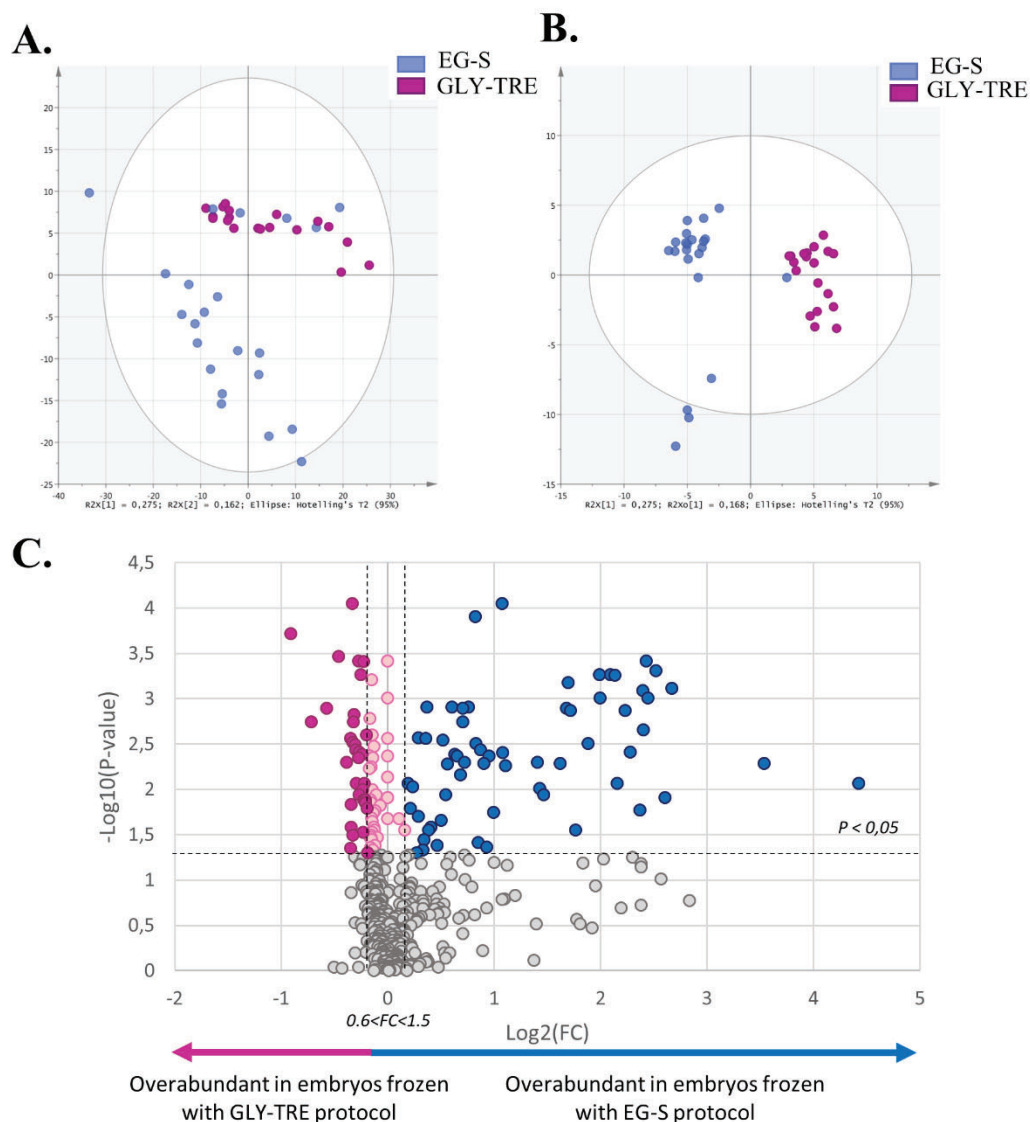 A.
EG-S
GLY-TRE
20
15
10
5
0
-5
-10
-15
-20
-25
-40
-30
-20
-10
0
10
20
30
R2X[1] = 0,275; R2X[2] = 0,162; Ellipse: Hotelling's T2 (95%)
B.
EG-S
GLY-TRE
10
5
0
-5
-10
-15
-15
-10
-5
0
5
10
R2X[1] = 0,275; R2Xo[1] = 0,168; Ellipse: Hotelling's T2 (95%)
C.
-Log10(P-value)
4,5
4
3,5
3
2,5
2
1,5
1
0,5
0
P < 0,05
-2
-1
0
1
2
3
4
5
0.6<FC<1.5
Log2(FC)
Overabundant in embryos frozen
with GLY-TRE protocol
Overabundant in embryos frozen
with EG-S protocol